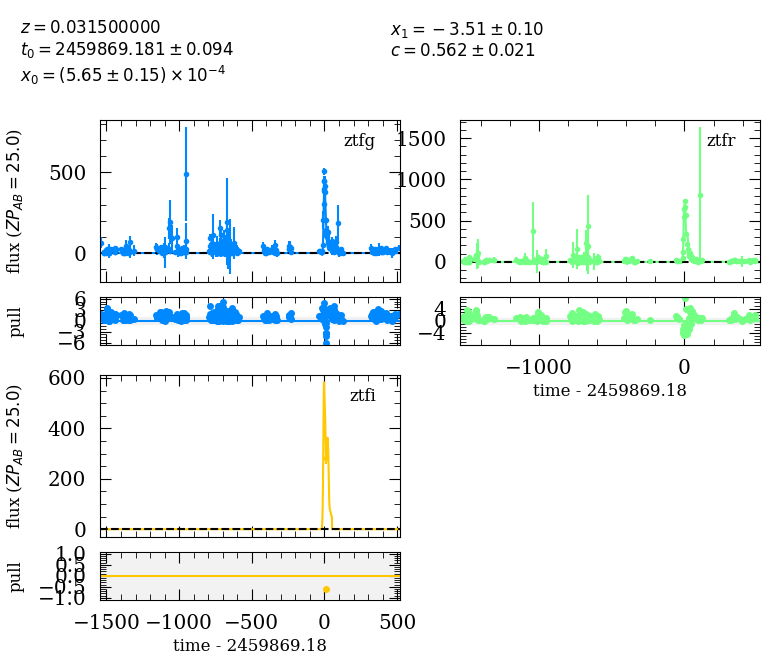 z = 0.031500000
t₀ = 2459869.181 ± 0.094
x₀ = (5.65 ± 0.15) × 10⁻⁴
x₁ = −3.51 ± 0.10
c = 0.562 ± 0.021
ztfg
500
0
flux (ZP_AB = 25.0)
6
3
0
−3
−6
pull
ztfr
1500
1000
500
0
4
0
−4
−1000
0
time - 2459869.18
ztfi
600
400
200
0
flux (ZP_AB = 25.0)
1.0
0.5
0.0
−0.5
−1.0
pull
−1500
−1000
−500
0
500
time - 2459869.18